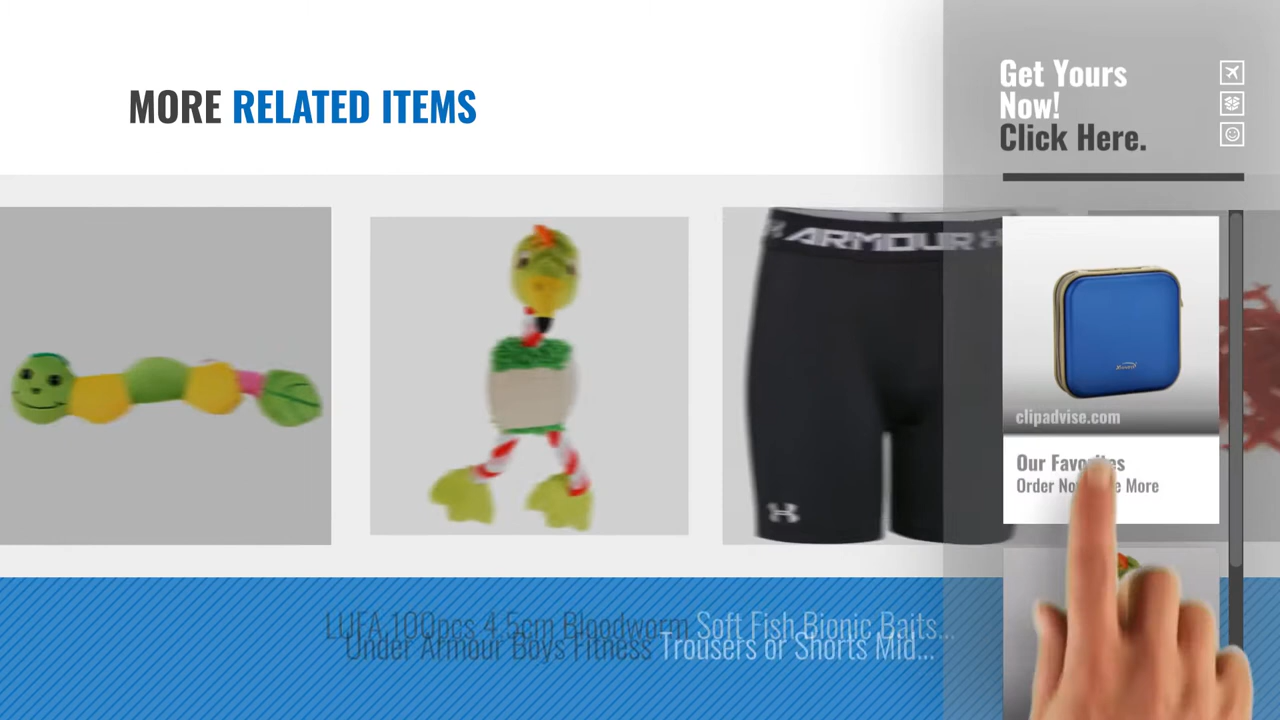 MORE RELATED ITEMS
Get Yours
Now!
Click Here.
ARMOUR
clipadvise.com
Our Favorites
Order No e More
LUFA 100pcs 4.5cm Bloodworm Soft Fish Bionic Baits...
Under Armour Boys Fitness Trousers or Shorts Mid...